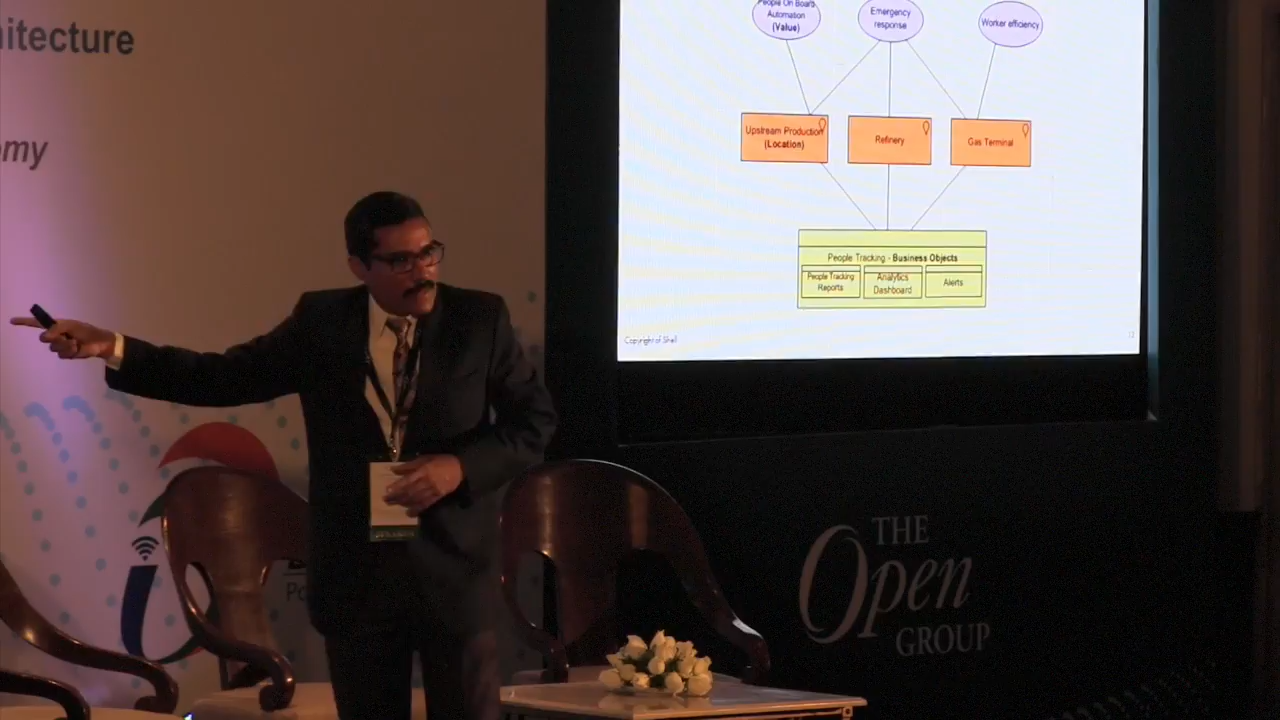 itecture
my
People On Board
Automation
(Value)
Emergency
response
Worker efficiency
Upstream Production
(Location)
Refinery
Gas Terminal
People Tracking - Business Objects
People Tracking
Reports
Analytics
Dashboard
Alerts
Copyright of Shell
THE
Open
GROUP